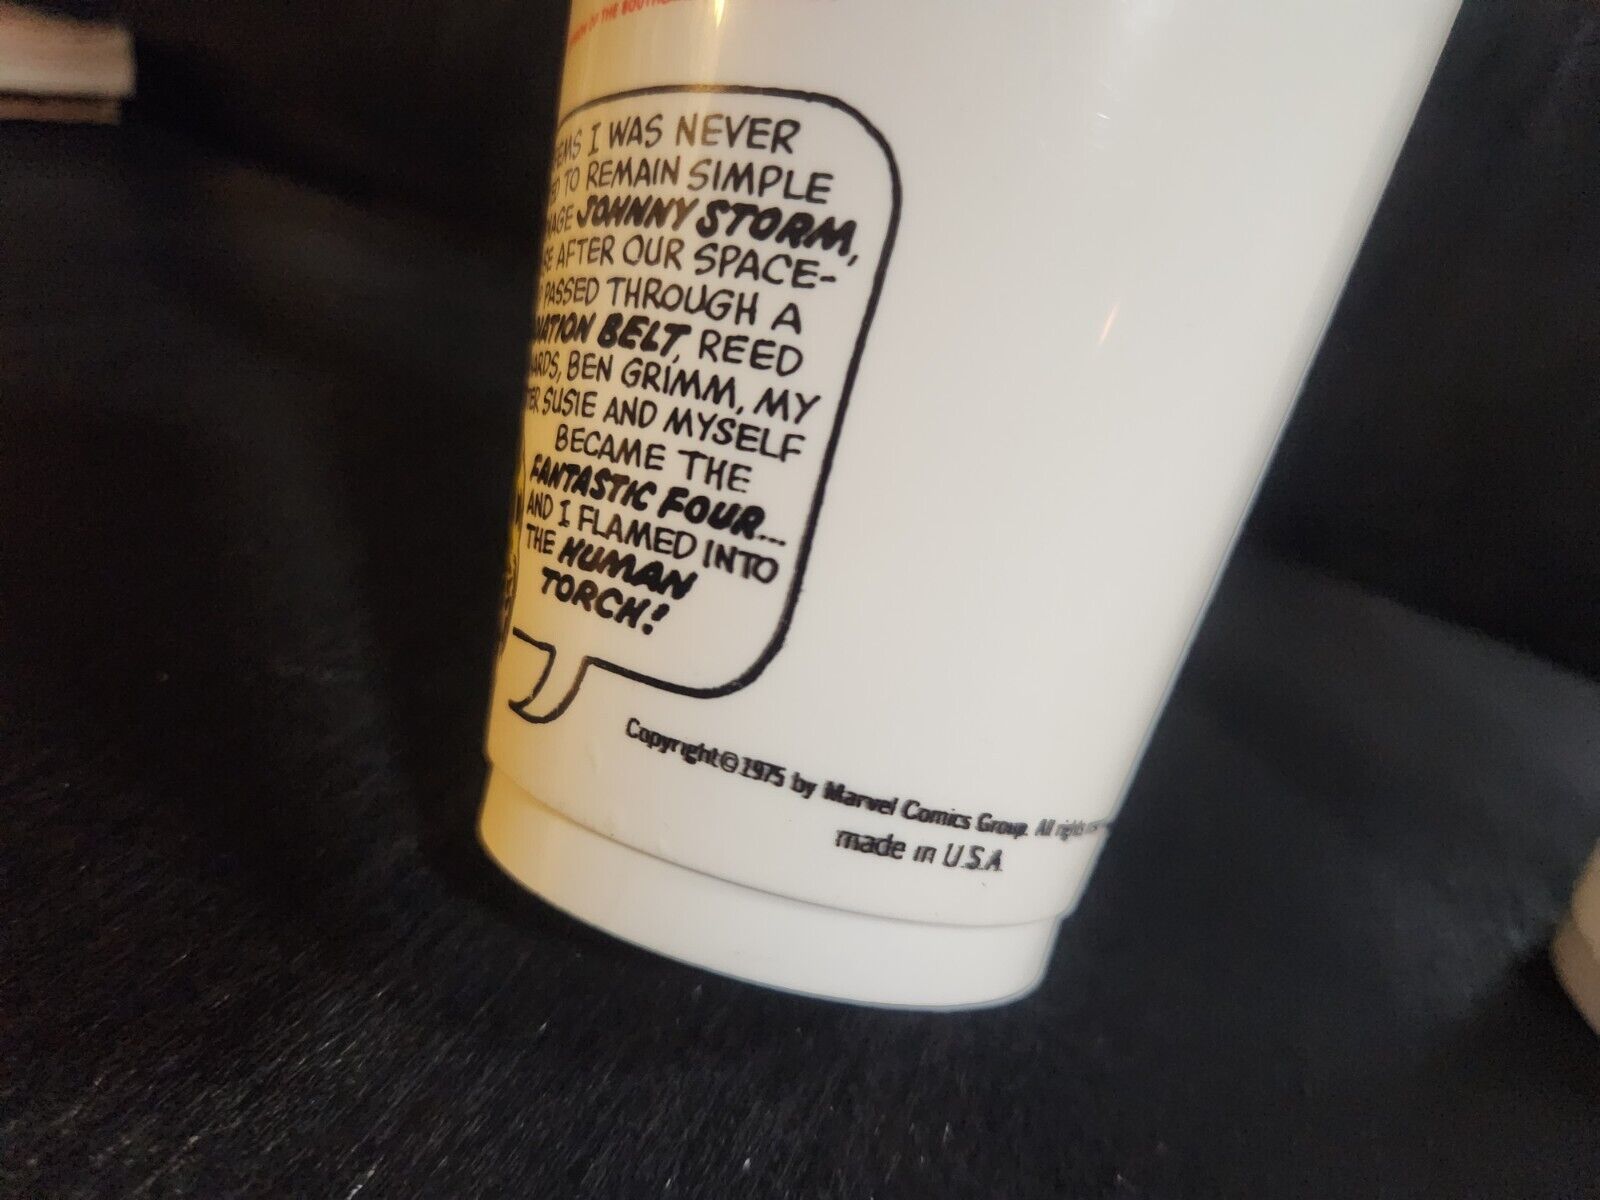 OF THE
I WAS NEVER
TO REMAIN SIMPLE
JOHNNY STORM,
AFTER OUR SPACE-
PASSED THROUGH A
BELT, REED
BEN GRIMM, MY
SUSIE AND MYSELF
BECAME THE
FANTASTIC FOUR...
AND I FLAMED INTO
THE HUMAN
TORCH!
Copyright © 1975 by Marvel Comics Group. All rights
made in U.S.A.